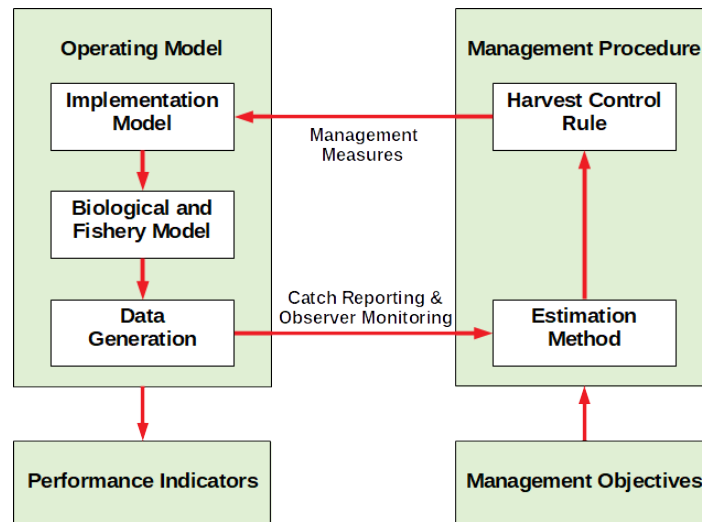 Operating Model
Implementation
Model
Biological and
Fishery Model
Data
Generation
Management
Measures
Catch Reporting &
Observer Monitoring
Management Procedure
Harvest Control
Rule
Estimation
Method
Performance Indicators
Management Objectives